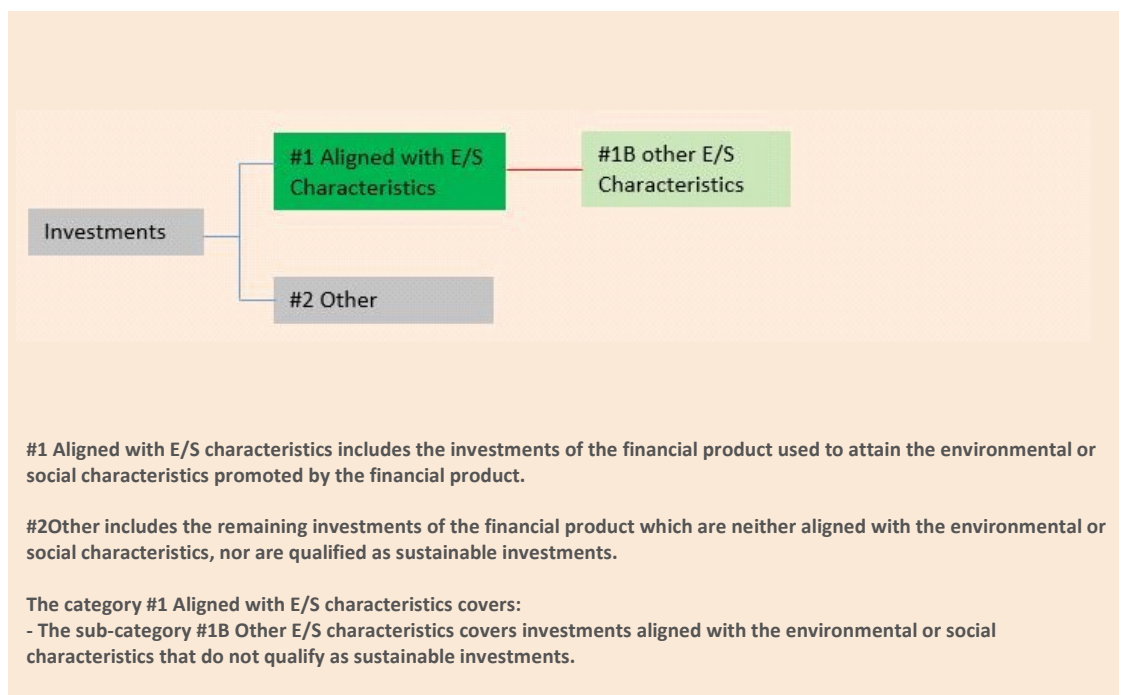 #1 Aligned with E/S
Characteristics
#1B other E/S
Characteristics
Investments
#2 Other
#1 Aligned with E/S characteristics includes the investments of the financial product used to attain the environmental or
social characteristics promoted by the financial product.
#2Other includes the remaining investments of the financial product which are neither aligned with the environmental or
social characteristics, nor are qualified as sustainable investments.
The category #1 Aligned with E/S characteristics covers:
- The sub-category #1B Other E/S characteristics covers investments aligned with the environmental or social
characteristics that do not qualify as sustainable investments.